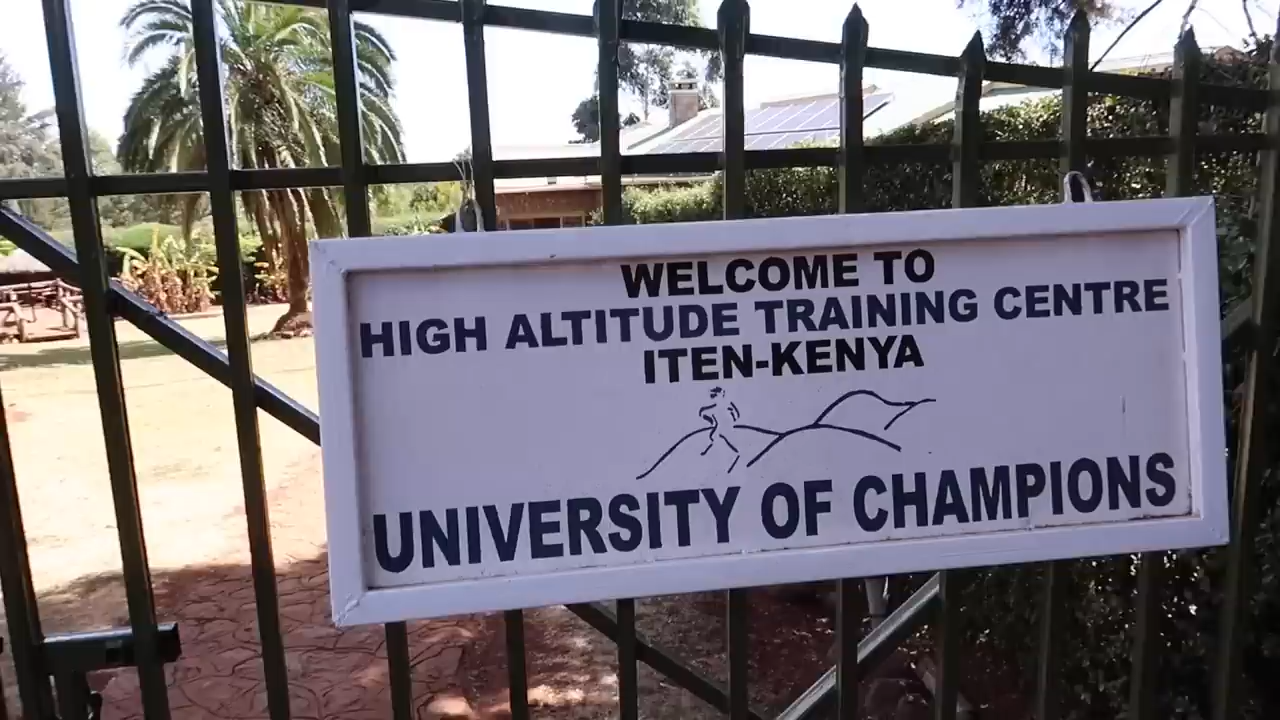 WELCOME TO
HIGH ALTITUDE TRAINING CENTRE
ITEN-KENYA
UNIVERSITY OF CHAMPIONS